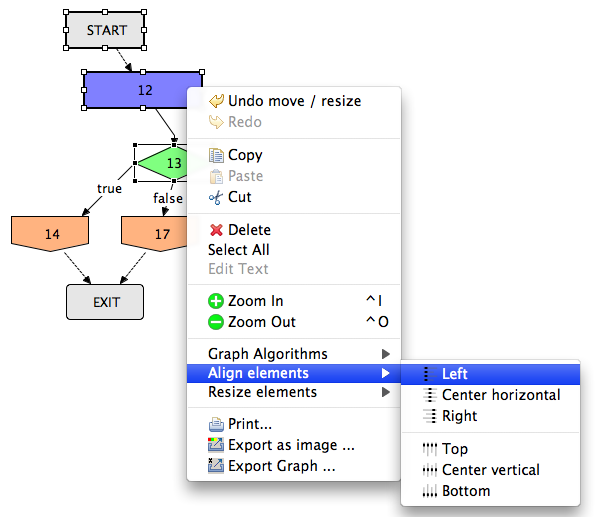 START
12
13
true
false
14
17
EXIT
Undo move / resize
Redo
Copy
Paste
Cut
Delete
Select All
Edit Text
Zoom In ^I
Zoom Out ^O
Graph Algorithms
Align elements
Resize elements
Print...
Export as image ...
Export Graph ...
Left
Center horizontal
Right
Top
Center vertical
Bottom